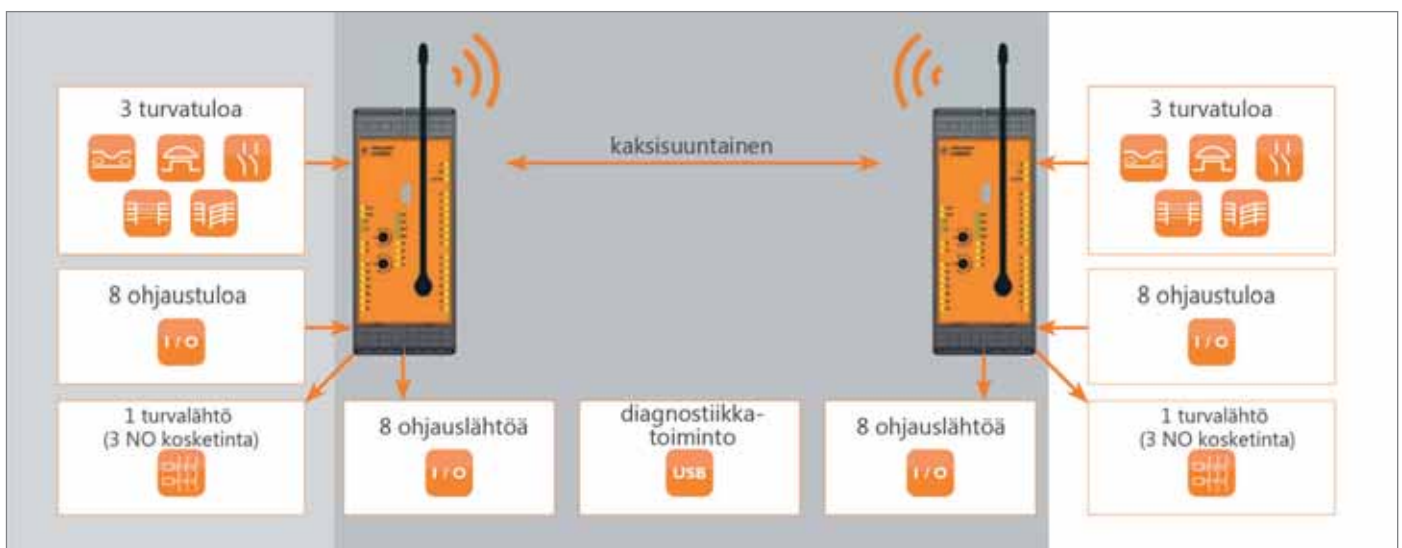 3 turvatuloa
kaksisuuntainen
3 turvatuloa
8 ohjaustuloa
I / O
8 ohjaustuloa
I / O
1 turvalähtö
(3 NO kosketinta)
8 ohjauslähtöä
I / O
diagnostiikka-
toiminto
USB
8 ohjauslähtöä
I / O
1 turvalähtö
(3 NO kosketinta)